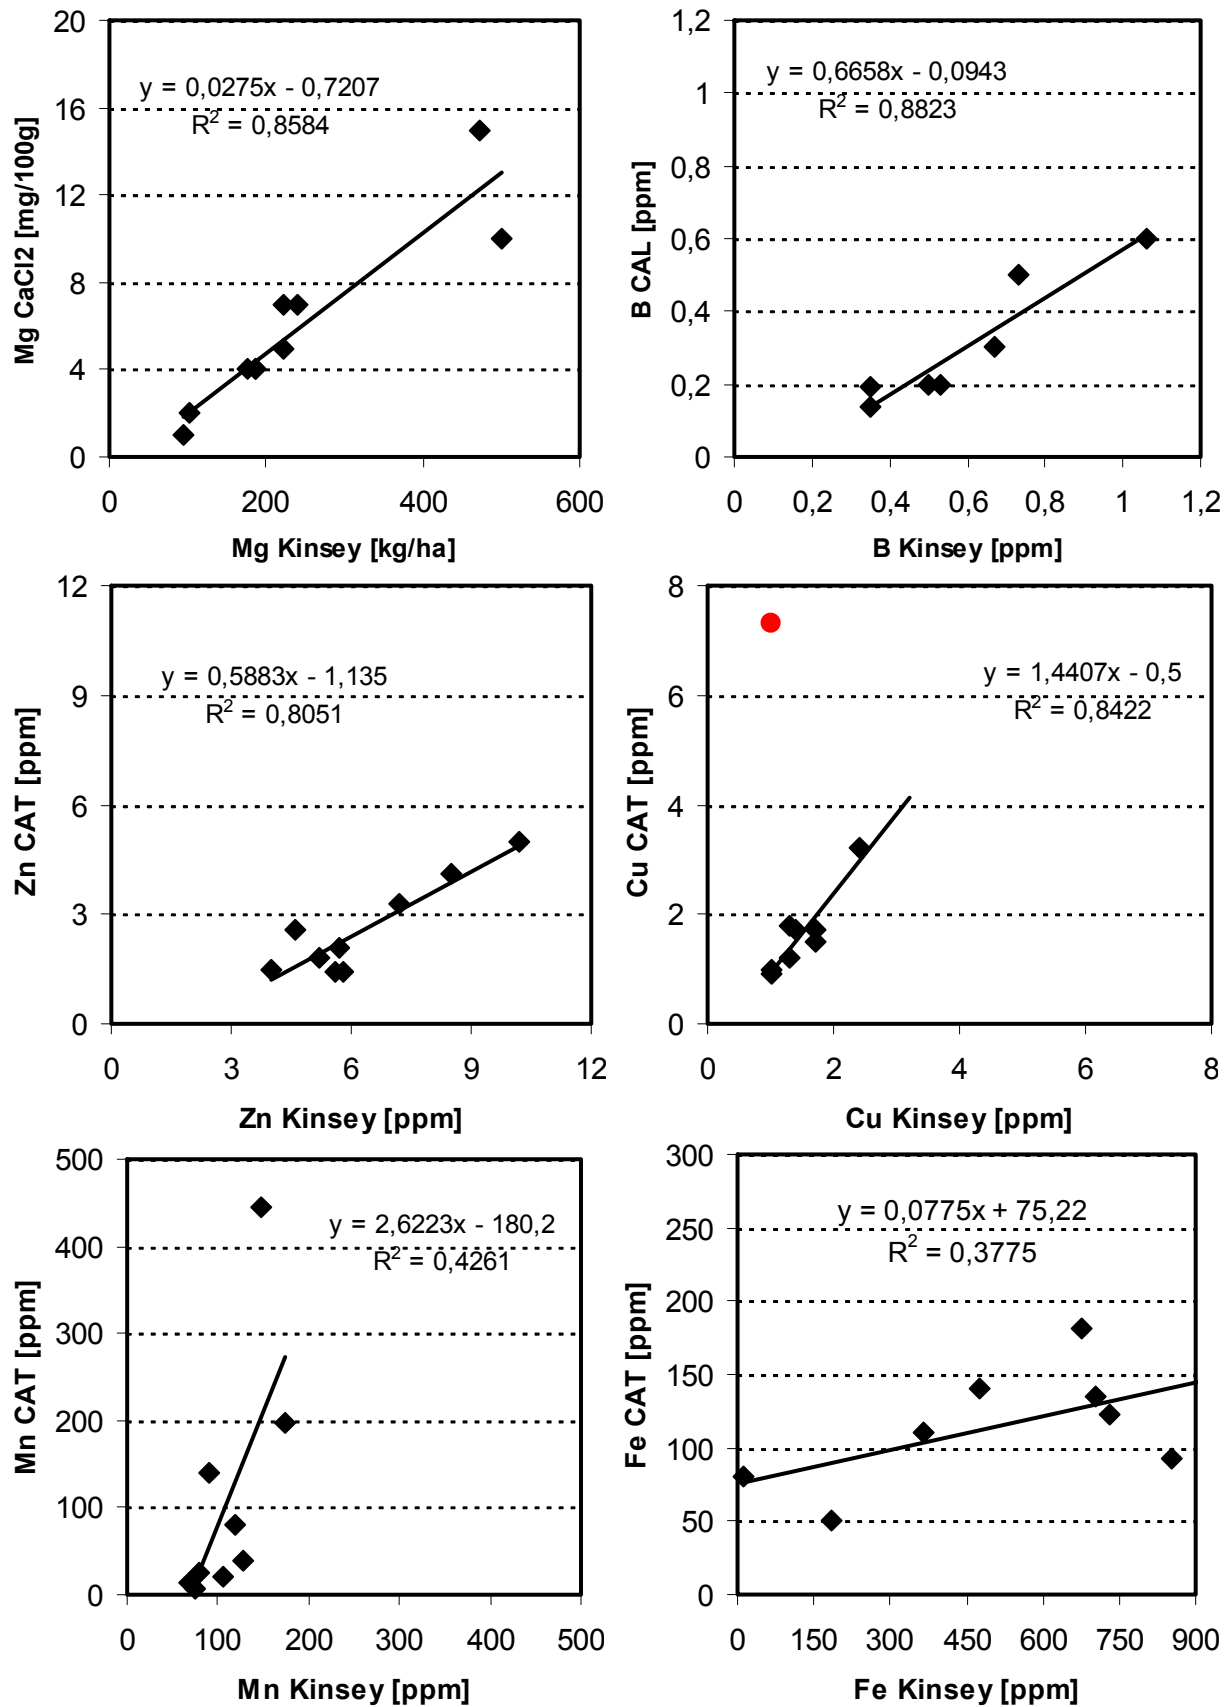 20
16
12
8
4
0
Mg CaCl2 [mg/100g]
y = 0,0275x - 0,7207
R² = 0,8584
0 200 400 600
Mg Kinsey [kg/ha]
1,2
1
0,8
0,6
0,4
0,2
0
B CAL [ppm]
y = 0,6658x - 0,0943
R² = 0,8823
0 0,2 0,4 0,6 0,8 1 1,2
B Kinsey [ppm]
12
9
6
3
0
Zn CAT [ppm]
y = 0,5883x - 1,135
R² = 0,8051
0 3 6 9 12
Zn Kinsey [ppm]
8
6
4
2
0
Cu CAT [ppm]
y = 1,4407x - 0,5
R² = 0,8422
0 2 4 6 8
Cu Kinsey [ppm]
500
400
300
200
100
0
Mn CAT [ppm]
y = 2,6223x - 180,2
R² = 0,4261
0 100 200 300 400 500
Mn Kinsey [ppm]
300
250
200
150
100
50
0
Fe CAT [ppm]
y = 0,0775x + 75,22
R² = 0,3775
0 150 300 450 600 750 900
Fe Kinsey [ppm]